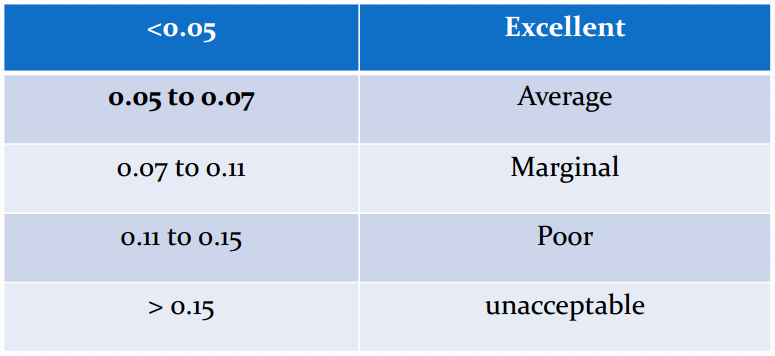 <0.05 Excellent
0.05 to 0.07 Average
0.07 to 0.11 Marginal
0.11 to 0.15 Poor
> 0.15 unacceptable